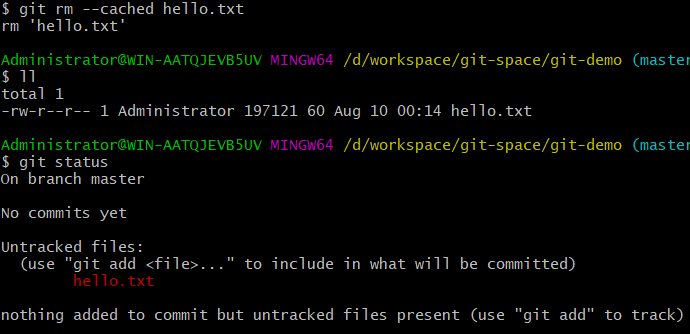 $ git rm --cached hello.txt
rm 'hello.txt'
Administrator@WIN-AATQJEVB5UV MINGW64 /d/workspace/git-space/git-demo (master
$ ll
total 1
-rw-r--r-- 1 Administrator 197121 60 Aug 10 00:14 hello.txt
Administrator@WIN-AATQJEVB5UV MINGW64 /d/workspace/git-space/git-demo (master
$ git status
On branch master
No commits yet
Untracked files:
(use "git add <file>..." to include in what will be committed)
hello.txt
nothing added to commit but untracked files present (use "git add" to track)